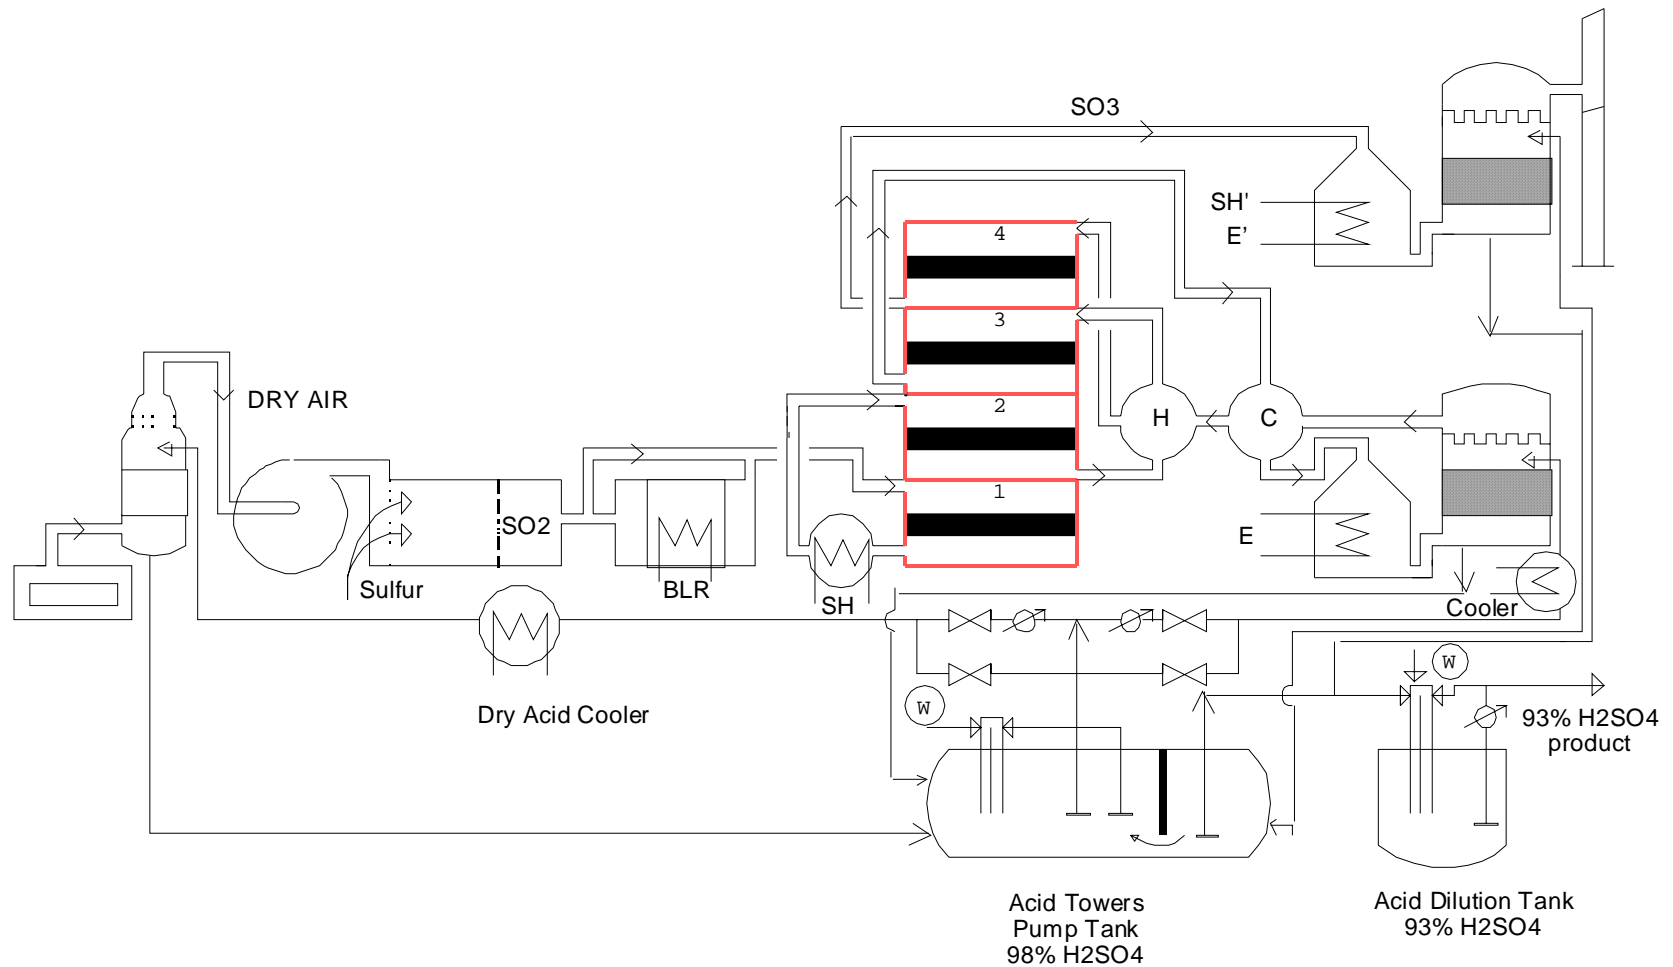 SO3
SH'
E’
4
3
DRY AIR
2
H
C
1
SO2
E
Sulfur
BLR
SH
Cooler
W
W
Dry Acid Cooler
93% H2SO4
product
Acid Towers
Pump Tank
98% H2SO4
Acid Dilution Tank
93% H2SO4